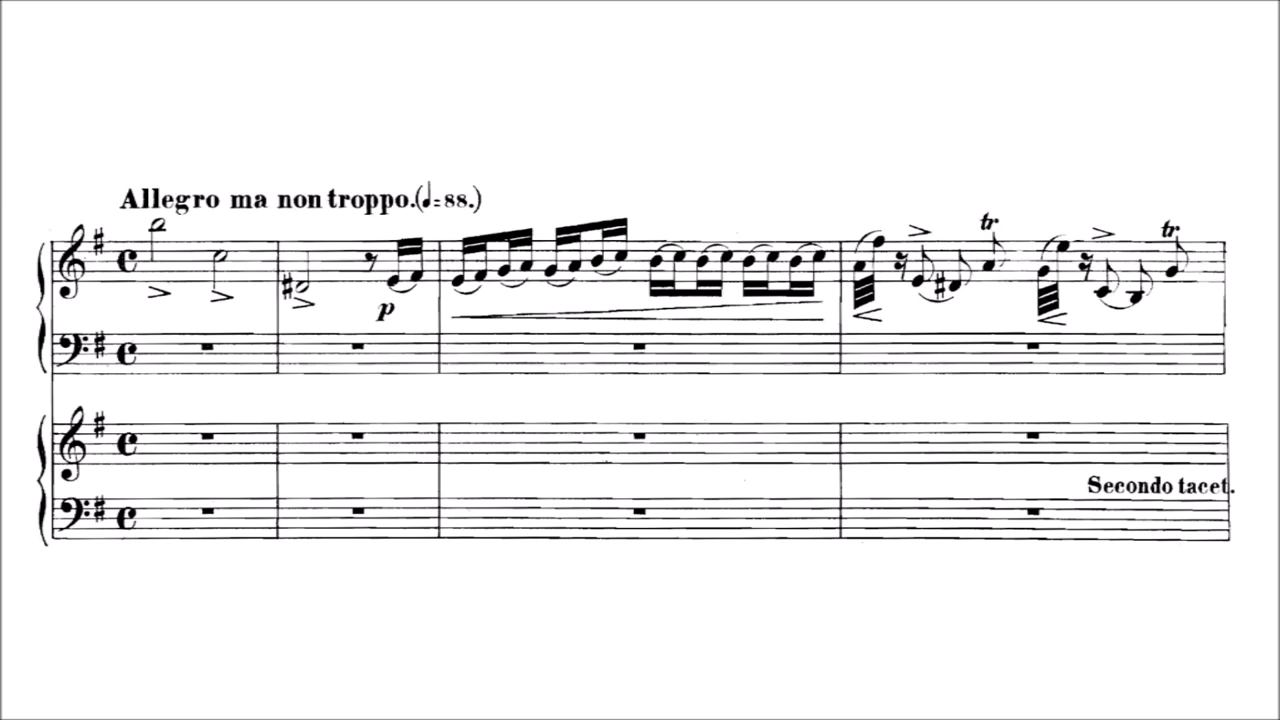 Allegro ma non troppo.(♩=88.)
tr
tr.
p
Secondo tacet.